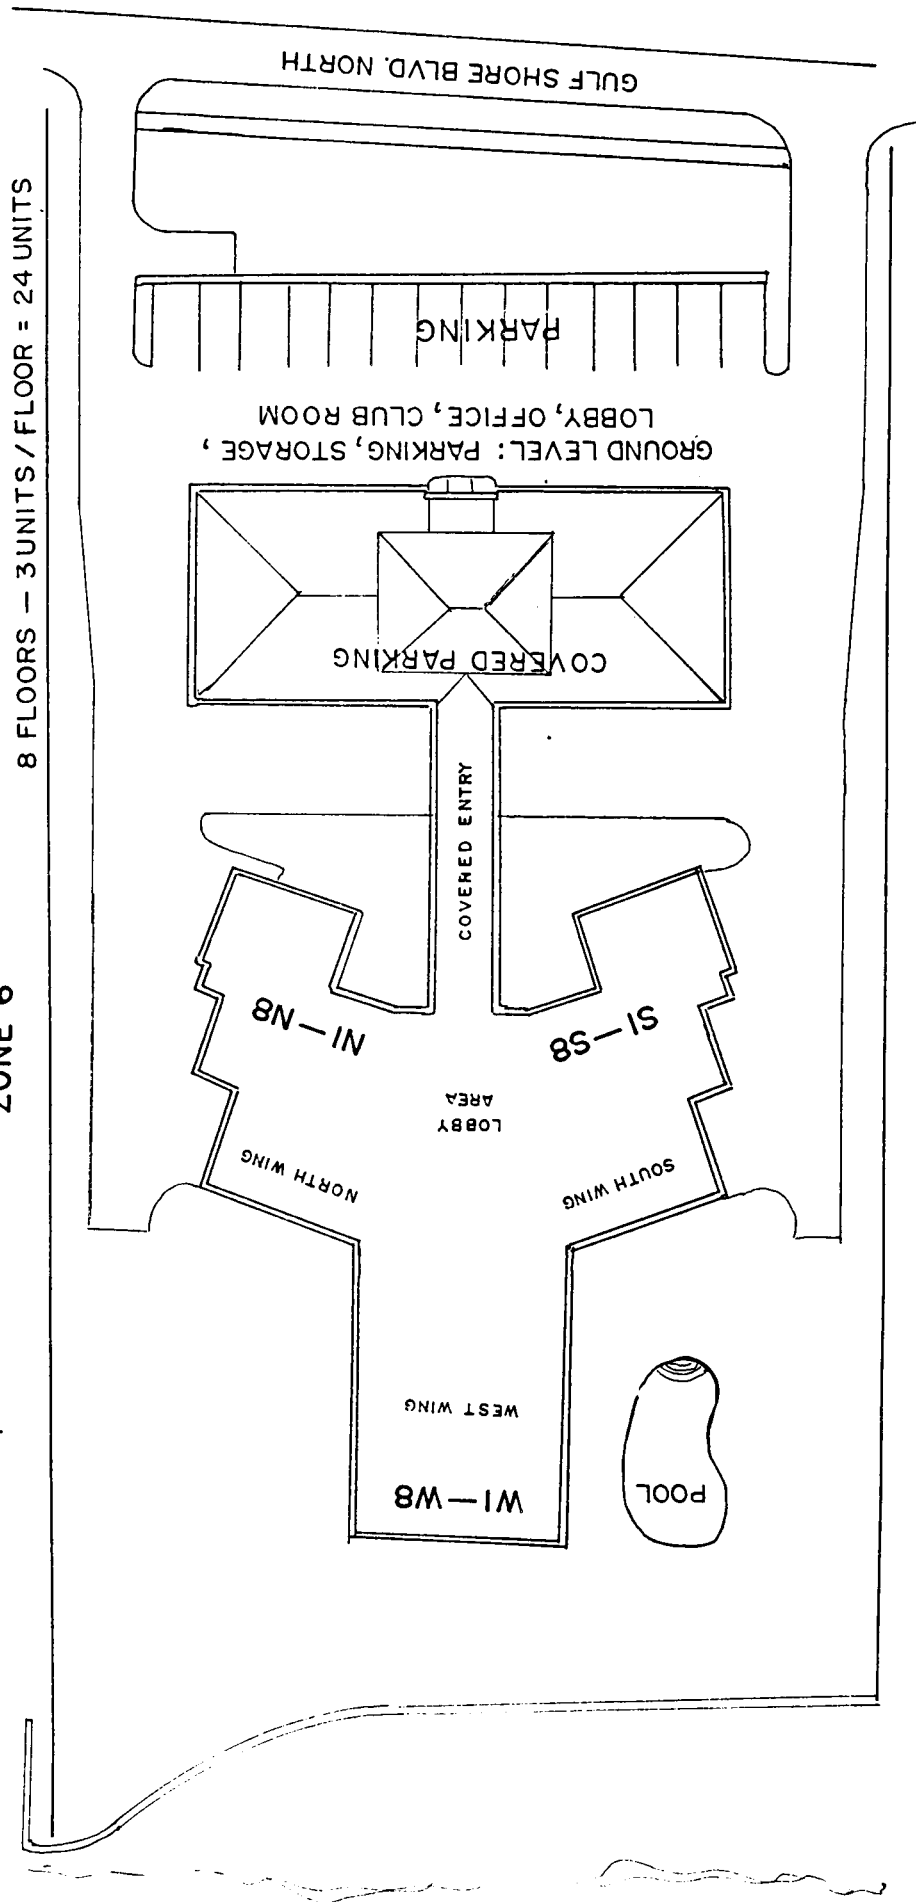 8 FLOORS — 3 UNITS / FLOOR = 24 UNITS
ZONE 6
GULF SHORE BLVD. NORTH
PARKING
GROUND LEVEL: PARKING, STORAGE,
LOBBY, OFFICE, CLUB ROOM
COVERED PARKING
COVERED ENTRY
N1—N8
S1—S8
LOBBY
AREA
NORTH WING
SOUTH WING
WEST WING
W1—W8
POOL